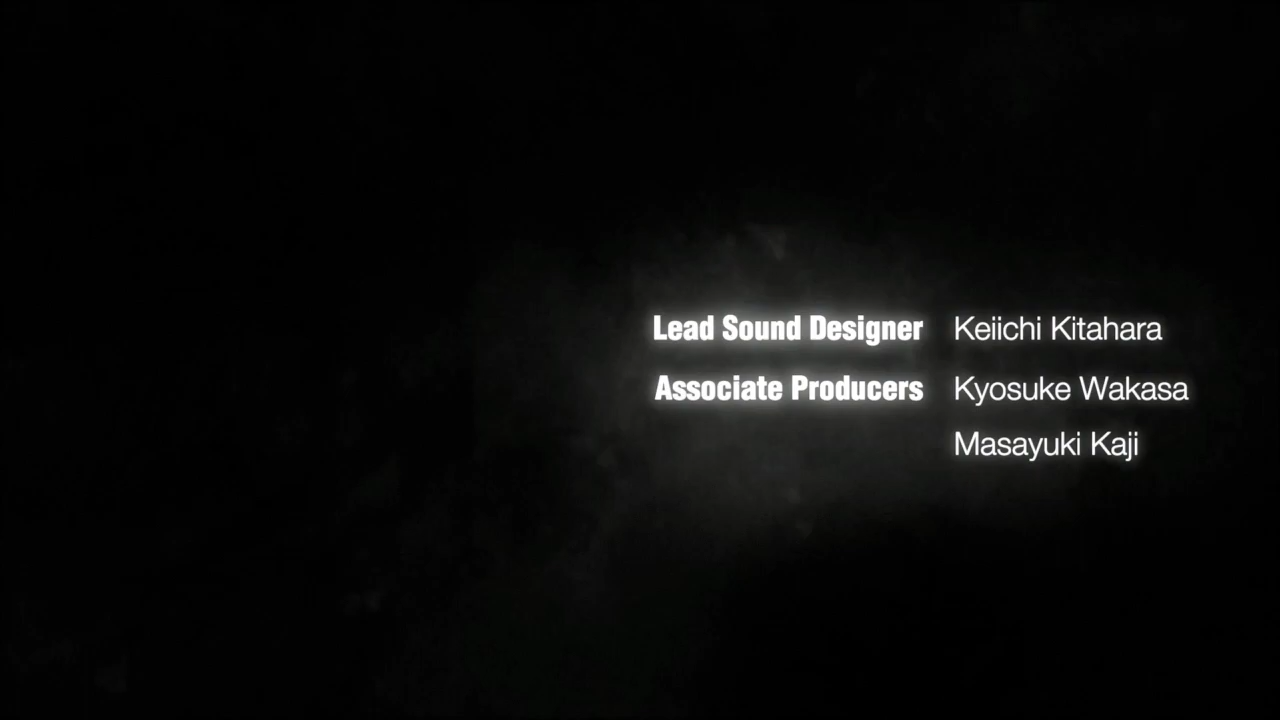 Lead Sound Designer Keiichi Kitahara
Associate Producers Kyosuke Wakasa
Masayuki Kaji